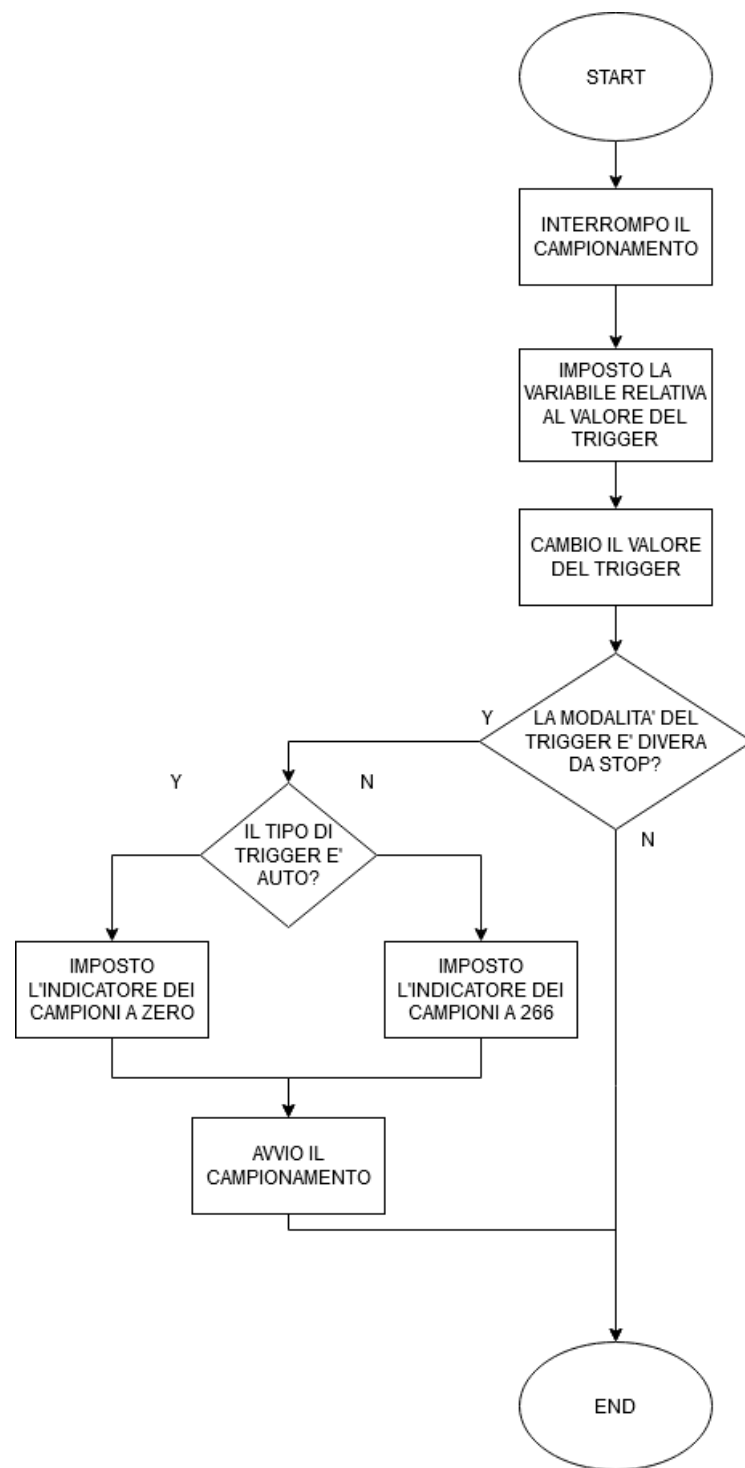 START
INTERROMPO IL
CAMPIONAMENTO
IMPOSTO LA
VARIABILE RELATIVA
AL VALORE DEL
TRIGGER
CAMBIO IL VALORE
DEL TRIGGER
LA MODALITA' DEL
TRIGGER E' DIVERA
DA STOP?
Y
N
IL TIPO DI
TRIGGER E'
AUTO?
Y
N
IMPOSTO
L'INDICATORE DEI
CAMPIONI A ZERO
IMPOSTO
L'INDICATORE DEI
CAMPIONI A 266
AVVIO IL
CAMPIONAMENTO
END